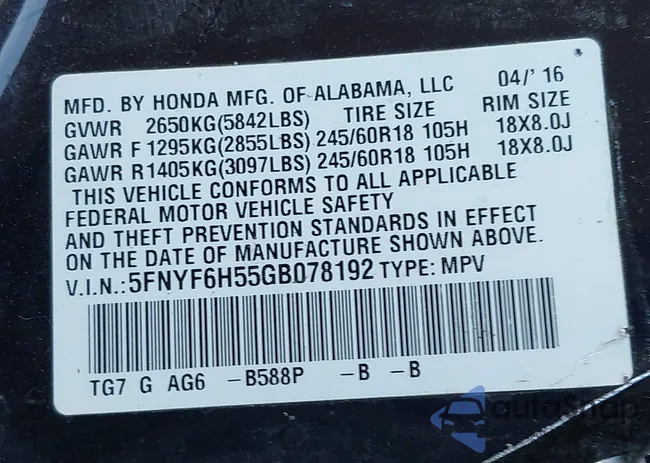 MFD. BY HONDA MFG. OF ALABAMA, LLC 04/' 16
GVWR 2650KG(5842LBS) TIRE SIZE RIM SIZE
GAWR F 1295KG(2855LBS) 245/60R18 105H 18X8.0J
GAWR R1405KG(3097LBS) 245/60R18 105H 18X8.0J
THIS VEHICLE CONFORMS TO ALL APPLICABLE
FEDERAL MOTOR VEHICLE SAFETY
AND THEFT PREVENTION STANDARDS IN EFFECT
ON THE DATE OF MANUFACTURE SHOWN ABOVE.
V.I.N.:5FNYF6H55GB078192 TYPE: MPV
TG7 G AG6 -B588P -B -B
autoSnap